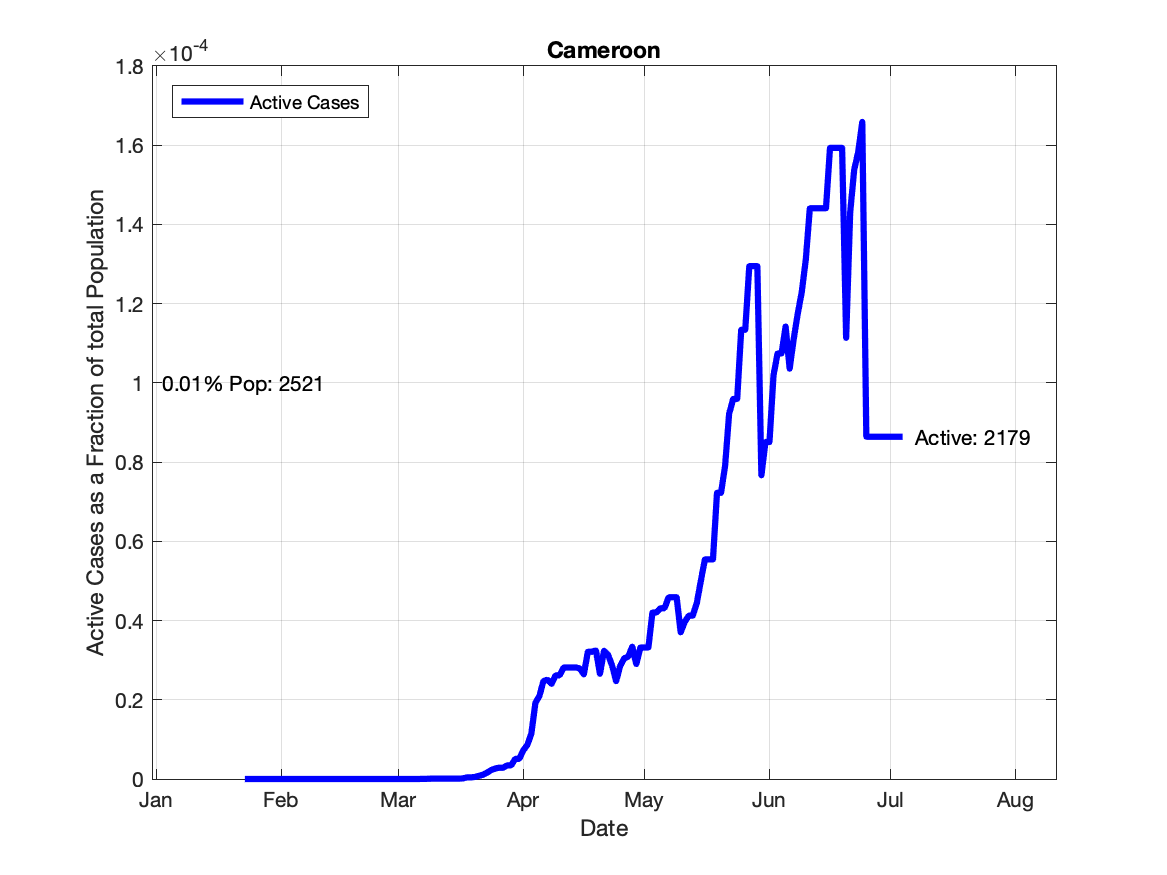 Cameroon
×10-4
Active Cases
1.8
1.6
1.4
1.2
1
0.8
0.6
0.4
0.2
0
Active Cases as a Fraction of total Population
0.01% Pop: 2521
Active: 2179
Jan Feb Mar Apr May Jun Jul Aug
Date